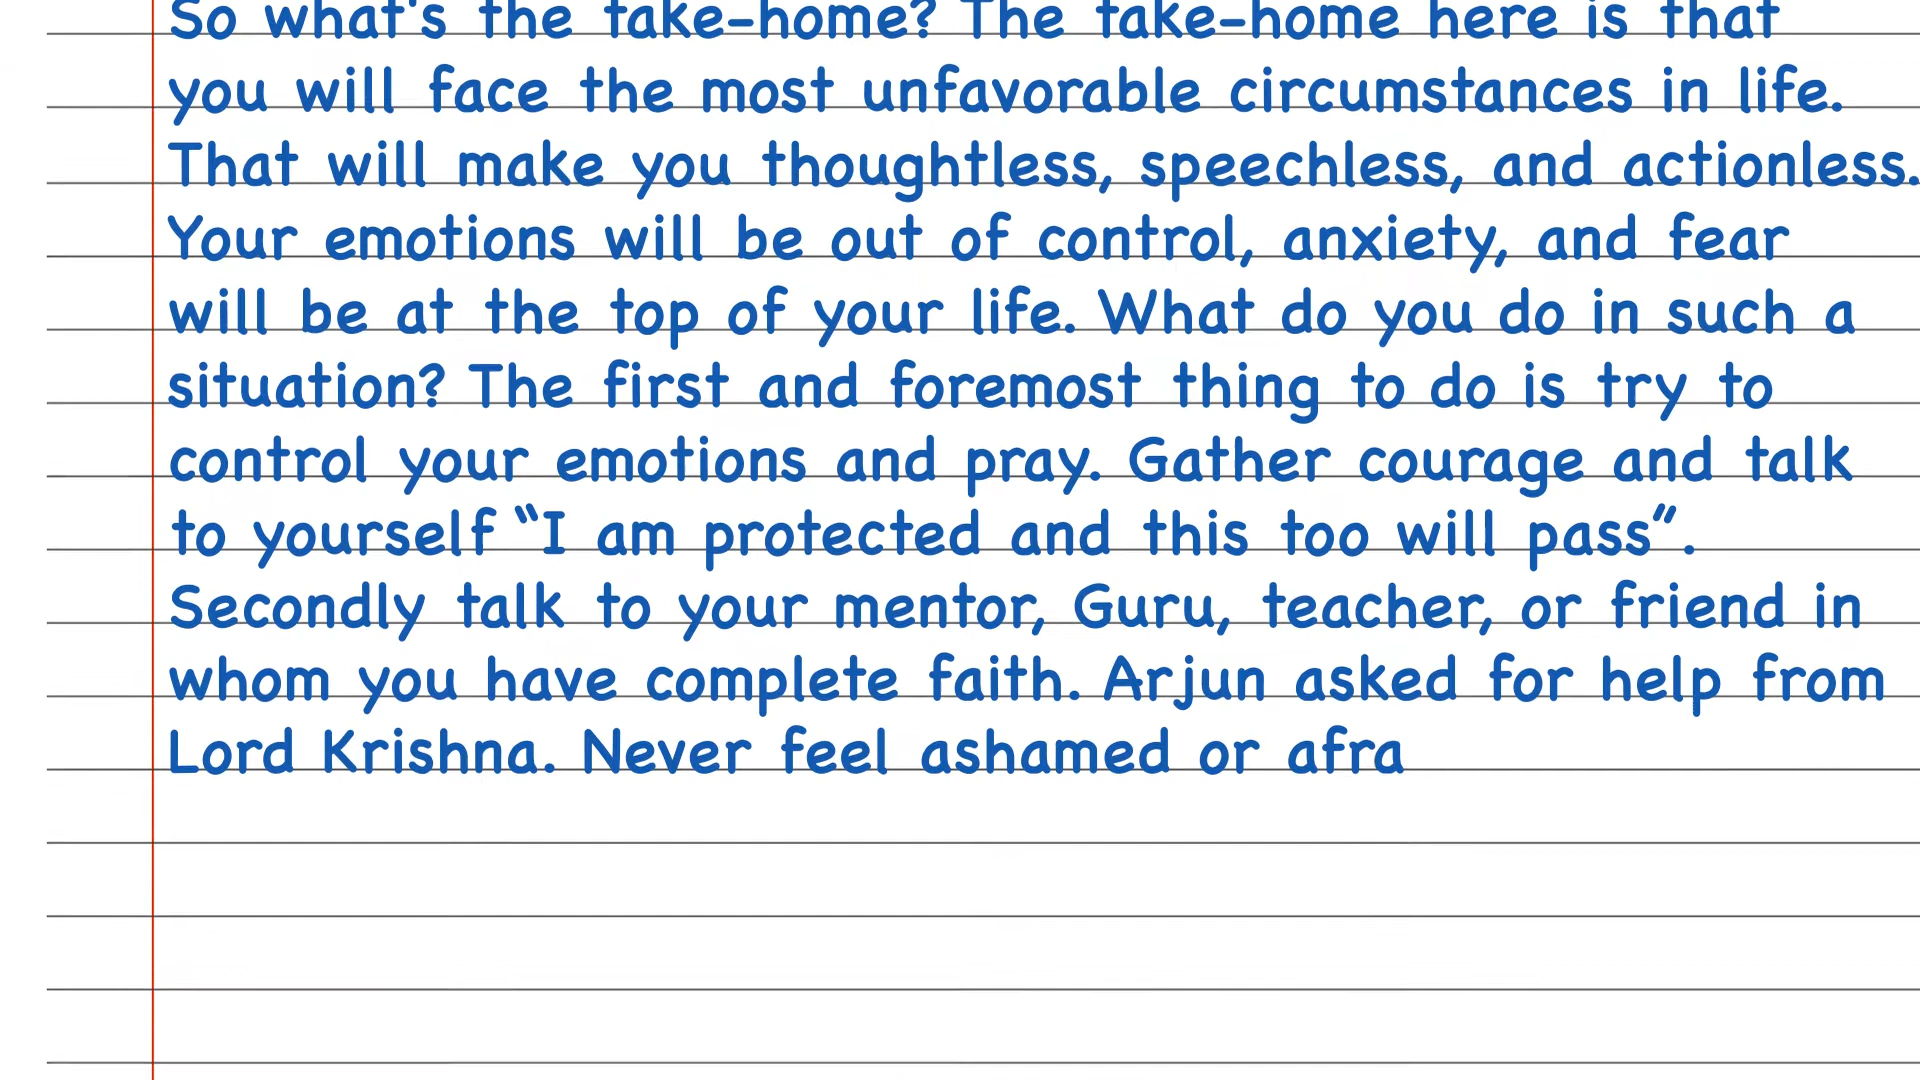 So what's the take-home? The take-home here is that
you will face the most unfavorable circumstances in life.
That will make you thoughtless, speechless, and actionless.
Your emotions will be out of control, anxiety, and fear
will be at the top of your life. What do you do in such a
situation? The first and foremost thing to do is try to
control your emotions and pray. Gather courage and talk
to yourself “I am protected and this too will pass”.
Secondly talk to your mentor, Guru, teacher, or friend in
whom you have complete faith. Arjun asked for help from
Lord Krishna. Never feel ashamed or afra